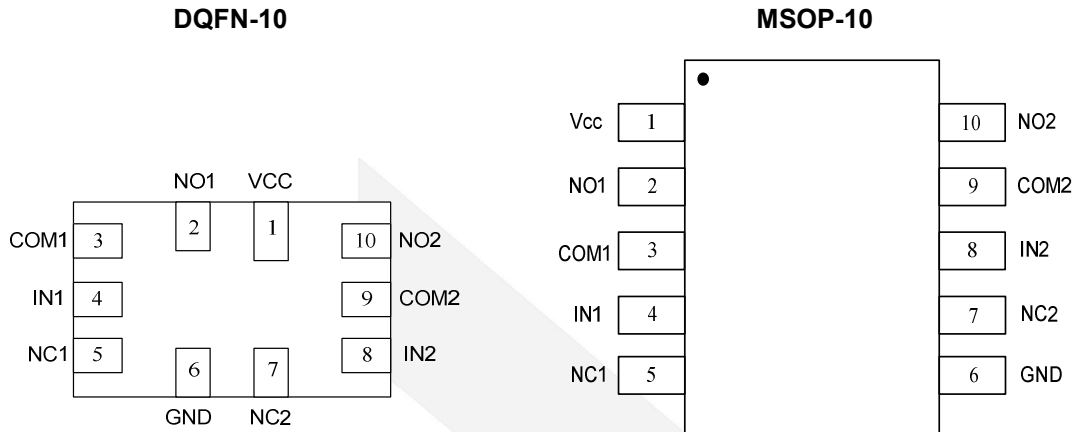 DQFN-10
NO1 VCC
2 1
COM1 3 10 NO2
IN1 4 9 COM2
NC1 5 8 IN2
6 7
GND NC2
MSOP-10
Vcc 1 10 NO2
NO1 2 9 COM2
COM1 3 8 IN2
IN1 4 7 NC2
NC1 5 6 GND